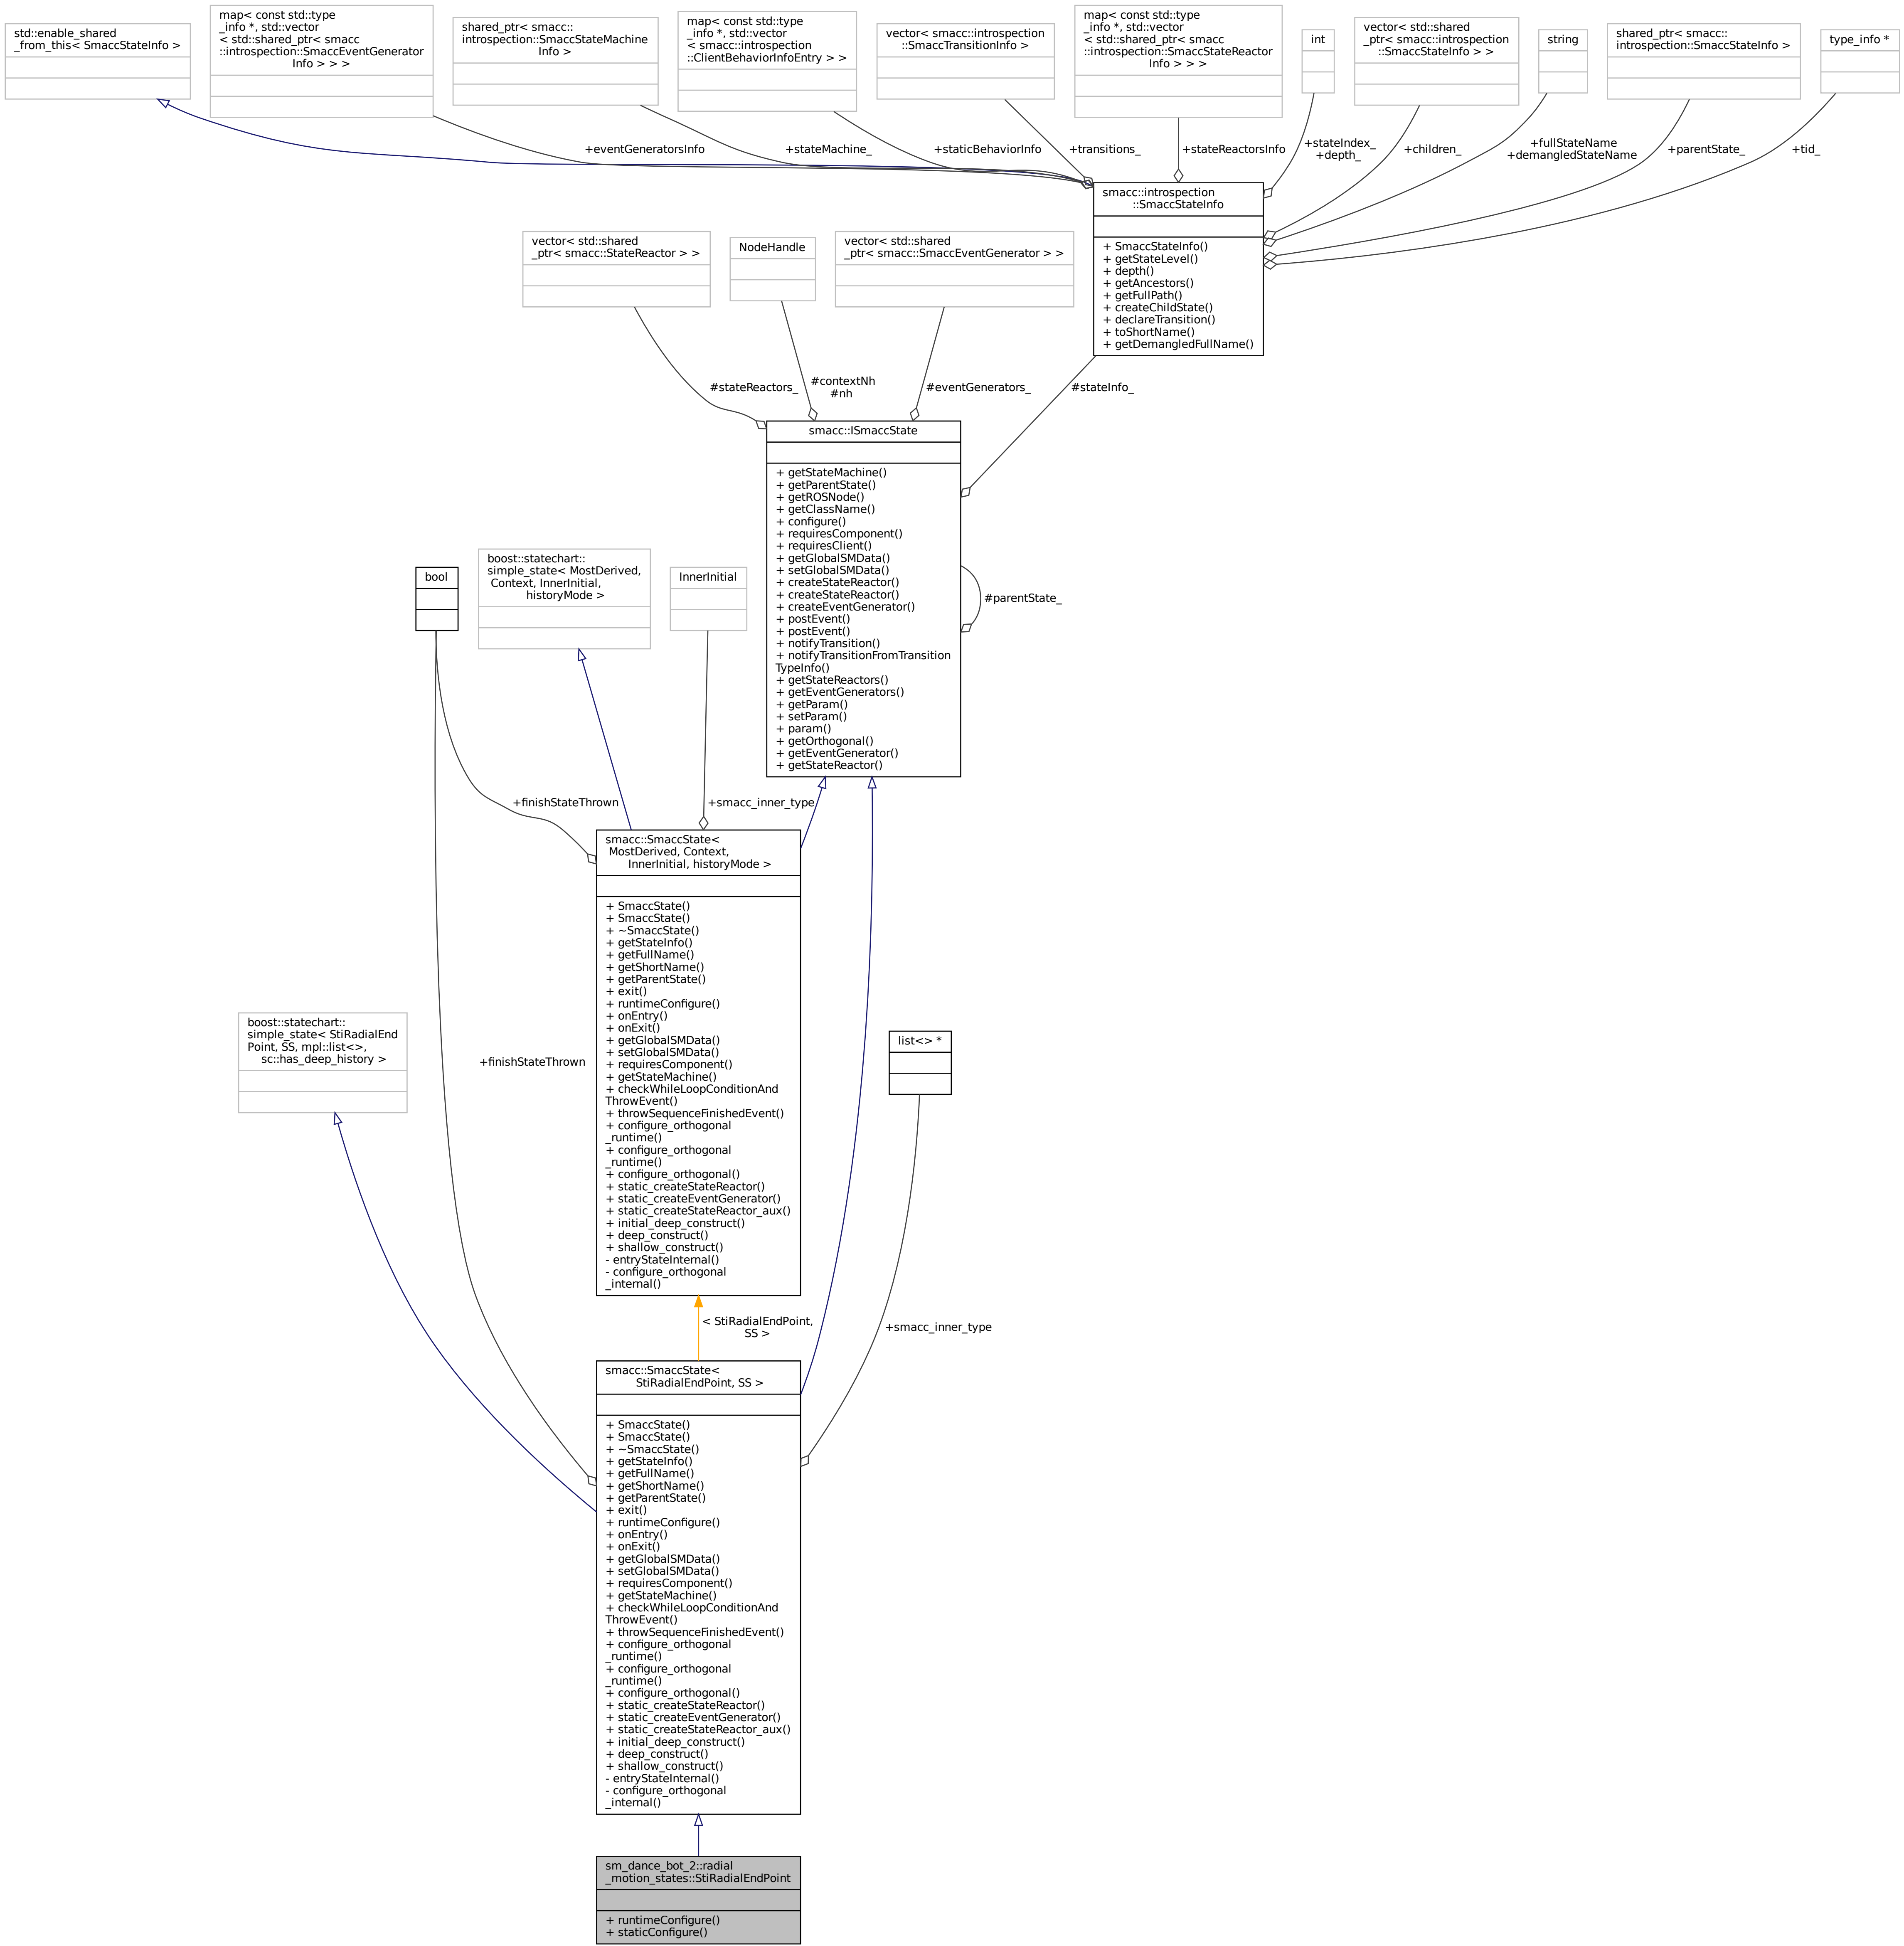 std::enable_shared
_from_this< SmaccStateInfo >
map< const std::type
_info *, std::vector
< std::shared_ptr< smacc
::introspection::SmaccEventGenerator
Info > > >
shared_ptr< smacc::
introspection::SmaccStateMachine
Info >
map< const std::type
_info *, std::vector
< smacc::introspection
::ClientBehaviorInfoEntry > >
vector< smacc::introspection
::SmaccTransitionInfo >
map< const std::type
_info *, std::vector
< std::shared_ptr< smacc
::introspection::SmaccStateReactor
Info > > >
int
vector< std::shared
_ptr< smacc::introspection
::SmaccStateInfo > >
string
shared_ptr< smacc::
introspection::SmaccStateInfo >
type_info *
+eventGeneratorsInfo
+stateMachine_
+staticBehaviorInfo
+transitions_
+stateReactorsInfo
+stateIndex_
+depth_
+children_
+fullStateName
+demangledStateName
+parentState_
+tid_
smacc::introspection
::SmaccStateInfo
+ SmaccStateInfo()
+ getStateLevel()
+ depth()
+ getAncestors()
+ getFullPath()
+ createChildState()
+ declareTransition()
+ toShortName()
+ getDemangledFullName()
vector< std::shared
_ptr< smacc::StateReactor > >
NodeHandle
vector< std::shared
_ptr< smacc::SmaccEventGenerator > >
#stateReactors_
#contextNh
#nh
#eventGenerators_
#stateInfo_
smacc::ISmaccState
+ getStateMachine()
+ getParentState()
+ getROSNode()
+ getClassName()
+ configure()
+ requiresComponent()
+ requiresClient()
+ getGlobalSMData()
+ setGlobalSMData()
+ createStateReactor()
+ createStateReactor()
+ createEventGenerator()
+ postEvent()
+ postEvent()
+ notifyTransition()
+ notifyTransitionFromTransition
TypeInfo()
+ getStateReactors()
+ getEventGenerators()
+ getParam()
+ setParam()
+ param()
+ getOrthogonal()
+ getEventGenerator()
+ getStateReactor()
#parentState_
bool
boost::statechart::
simple_state< MostDerived,
Context, InnerInitial,
historyMode >
InnerInitial
+finishStateThrown
+smacc_inner_type
smacc::SmaccState<
MostDerived, Context,
InnerInitial, historyMode >
+ SmaccState()
+ SmaccState()
+ ~SmaccState()
+ getStateInfo()
+ getFullName()
+ getShortName()
+ getParentState()
+ exit()
+ runtimeConfigure()
+ onEntry()
+ onExit()
+ getGlobalSMData()
+ setGlobalSMData()
+ requiresComponent()
+ getStateMachine()
+ checkWhileLoopConditionAnd
ThrowEvent()
+ throwSequenceFinishedEvent()
+ configure_orthogonal
_runtime()
+ configure_orthogonal
_runtime()
+ configure_orthogonal()
+ static_createStateReactor()
+ static_createEventGenerator()
+ static_createStateReactor_aux()
+ initial_deep_construct()
+ deep_construct()
+ shallow_construct()
- entryStateInternal()
- configure_orthogonal
_internal()
boost::statechart::
simple_state< StiRadialEnd
Point, SS, mpl::list<>,
sc::has_deep_history >
+finishStateThrown
list<> *
< StiRadialEndPoint,
SS >
+smacc_inner_type
smacc::SmaccState<
StiRadialEndPoint, SS >
+ SmaccState()
+ SmaccState()
+ ~SmaccState()
+ getStateInfo()
+ getFullName()
+ getShortName()
+ getParentState()
+ exit()
+ runtimeConfigure()
+ onEntry()
+ onExit()
+ getGlobalSMData()
+ setGlobalSMData()
+ requiresComponent()
+ getStateMachine()
+ checkWhileLoopConditionAnd
ThrowEvent()
+ throwSequenceFinishedEvent()
+ configure_orthogonal
_runtime()
+ configure_orthogonal
_runtime()
+ configure_orthogonal()
+ static_createStateReactor()
+ static_createEventGenerator()
+ static_createStateReactor_aux()
+ initial_deep_construct()
+ deep_construct()
+ shallow_construct()
- entryStateInternal()
- configure_orthogonal
_internal()
sm_dance_bot_2::radial
_motion_states::StiRadialEndPoint
+ runtimeConfigure()
+ staticConfigure()